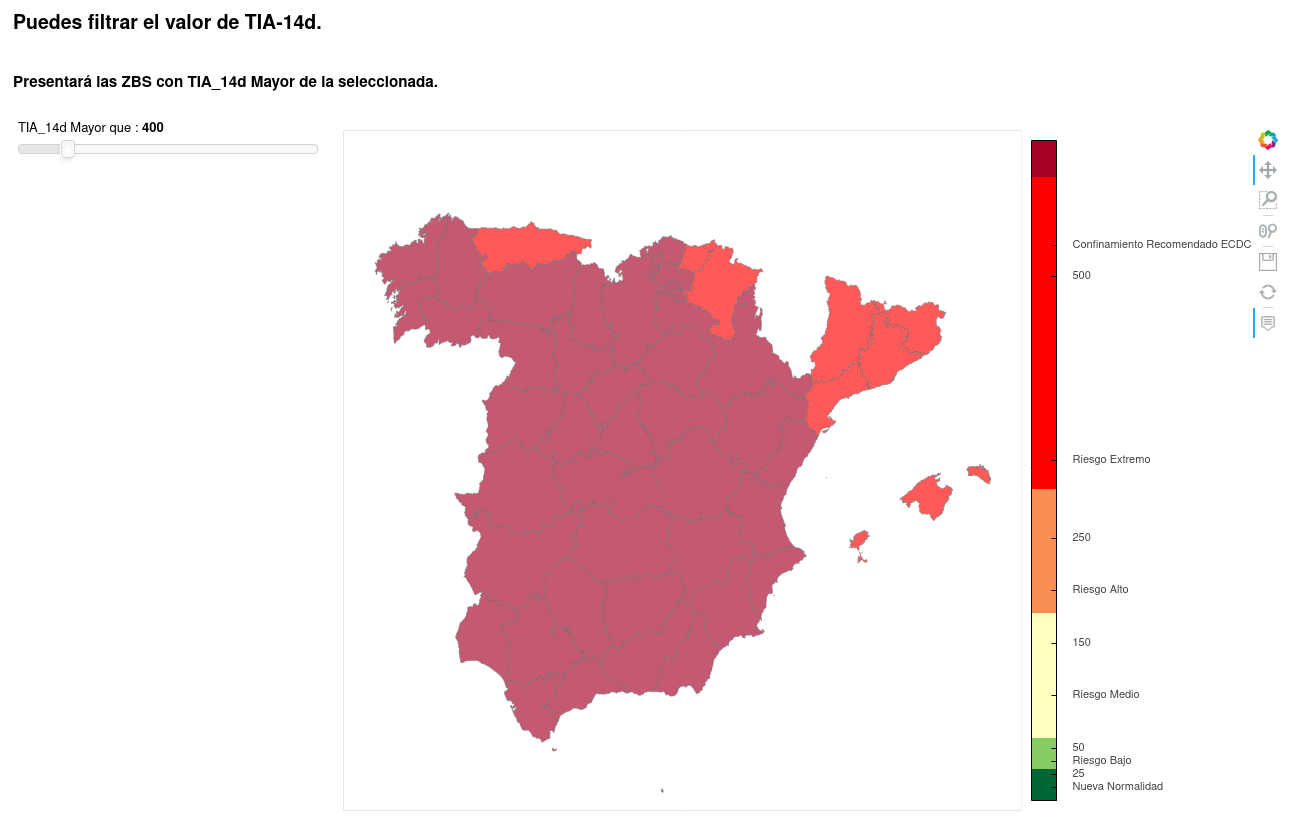 Puedes filtrar el valor de TIA-14d.
Presentará las ZBS con TIA_14d Mayor de la seleccionada.
TIA_14d Mayor que : 400
Confinamiento Recomendado ECDC
500
Riesgo Extremo
250
Riesgo Alto
150
Riesgo Medio
50
Riesgo Bajo
25
Nueva Normalidad